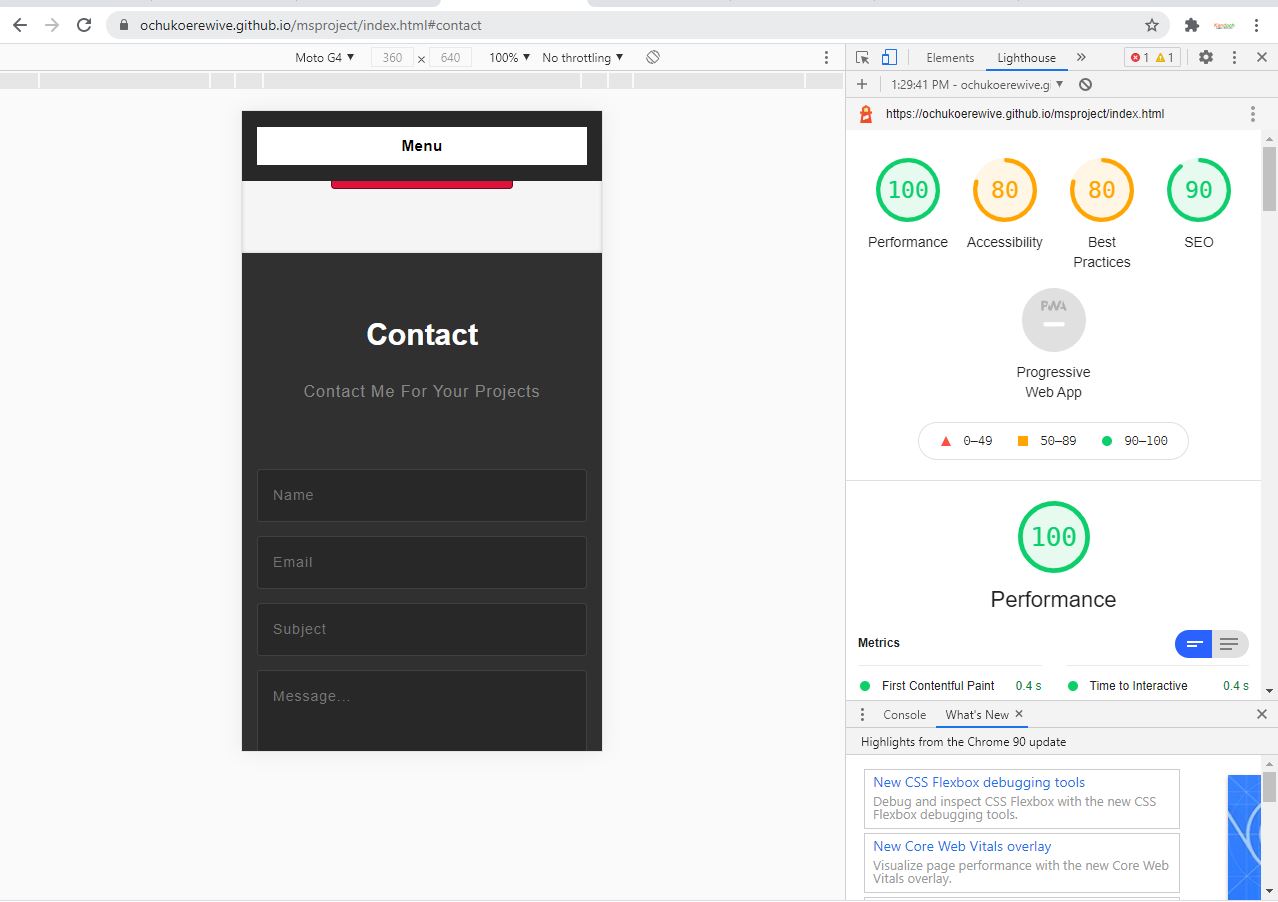 ochukoerewive.github.io/msproject/index.html#contact
Moto G4 ▼ 360 × 640 100% ▼ No throttling ▼
Elements Lighthouse » 1 1
1:29:41 PM - ochukoerewive.gi ▼
https://ochukoerewive.github.io/msproject/index.html
Menu
Contact
Contact Me For Your Projects
Name
Email
Subject
Message...
100 80 80 90
Performance Accessibility Best SEO
Practices
PWA
Progressive
Web App
0–49 50–89 90–100
100
Performance
Metrics
First Contentful Paint 0.4 s Time to Interactive 0.4 s
Console What's New ×
Highlights from the Chrome 90 update
New CSS Flexbox debugging tools
Debug and inspect CSS Flexbox with the new CSS
Flexbox debugging tools.
New Core Web Vitals overlay
Visualize page performance with the new Core Web
Vitals overlay.